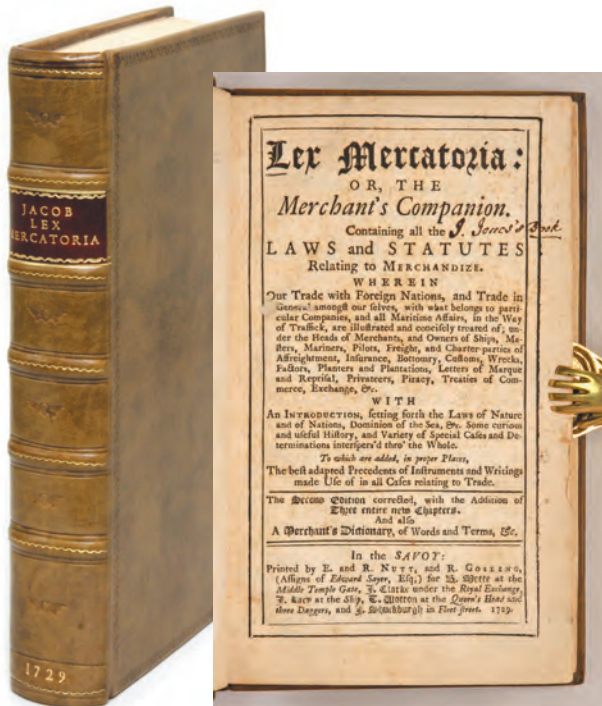 JACOB
LEX
MERCATORIA
1729
Lex Mercatoria:
OR, THE
Merchant's Companion.
Containing all the J. Jones's Book
LAWS and STATUTES
Relating to MERCHANDIZE.
WHEREIN
Our Trade with Foreign Nations, and Trade in
General amongſt our ſelves, with what belongs to parti-
cular Companies, and all Maritime Affairs, in the Way
of Traffick, are illuſtrated and conciſely treated of; un-
der the Heads of Merchants, and Owners of Ships, Ma-
ſters, Mariners, Pilots, Freight, and Charter-parties of
Affreightment, Inſurance, Bottomry, Cuſtoms, Wrecks,
Factors, Planters and Plantations, Letters of Marque
and Repriſal, Privateers, Piracy, Treaties of Com-
merce, Exchange, &c.
WITH
An INTRODUCTION, ſetting forth the Laws of Nature
and of Nations, Dominion of the Sea, &c. Some curious
and uſeful Hiſtory, and Variety of Special Caſes and De-
terminations interſpers'd thro' the Whole.
To which are added, in proper Places,
The beſt adapted Precedents of Inſtruments and Writings
made Uſe of in all Caſes relating to Trade.
The Second Edition corrected, with the Addition of
Three entire new Chapters.
And alſo
A Merchant's Dictionary, of Words and Terms, &c.
In the SAVOY:
Printed by E. and R. NUTT, and R. GOSLING,
(Aſſigns of Edward Sayer, Eſq;) for B. Motte at the
Middle Temple Gate, J. Clarke under the Royal Exchange,
T. Lacy at the Ship, T. Wotton at the Queen's Head and
three Daggers, and J. Shuckburgh in Fleet ſtreet. 1729.